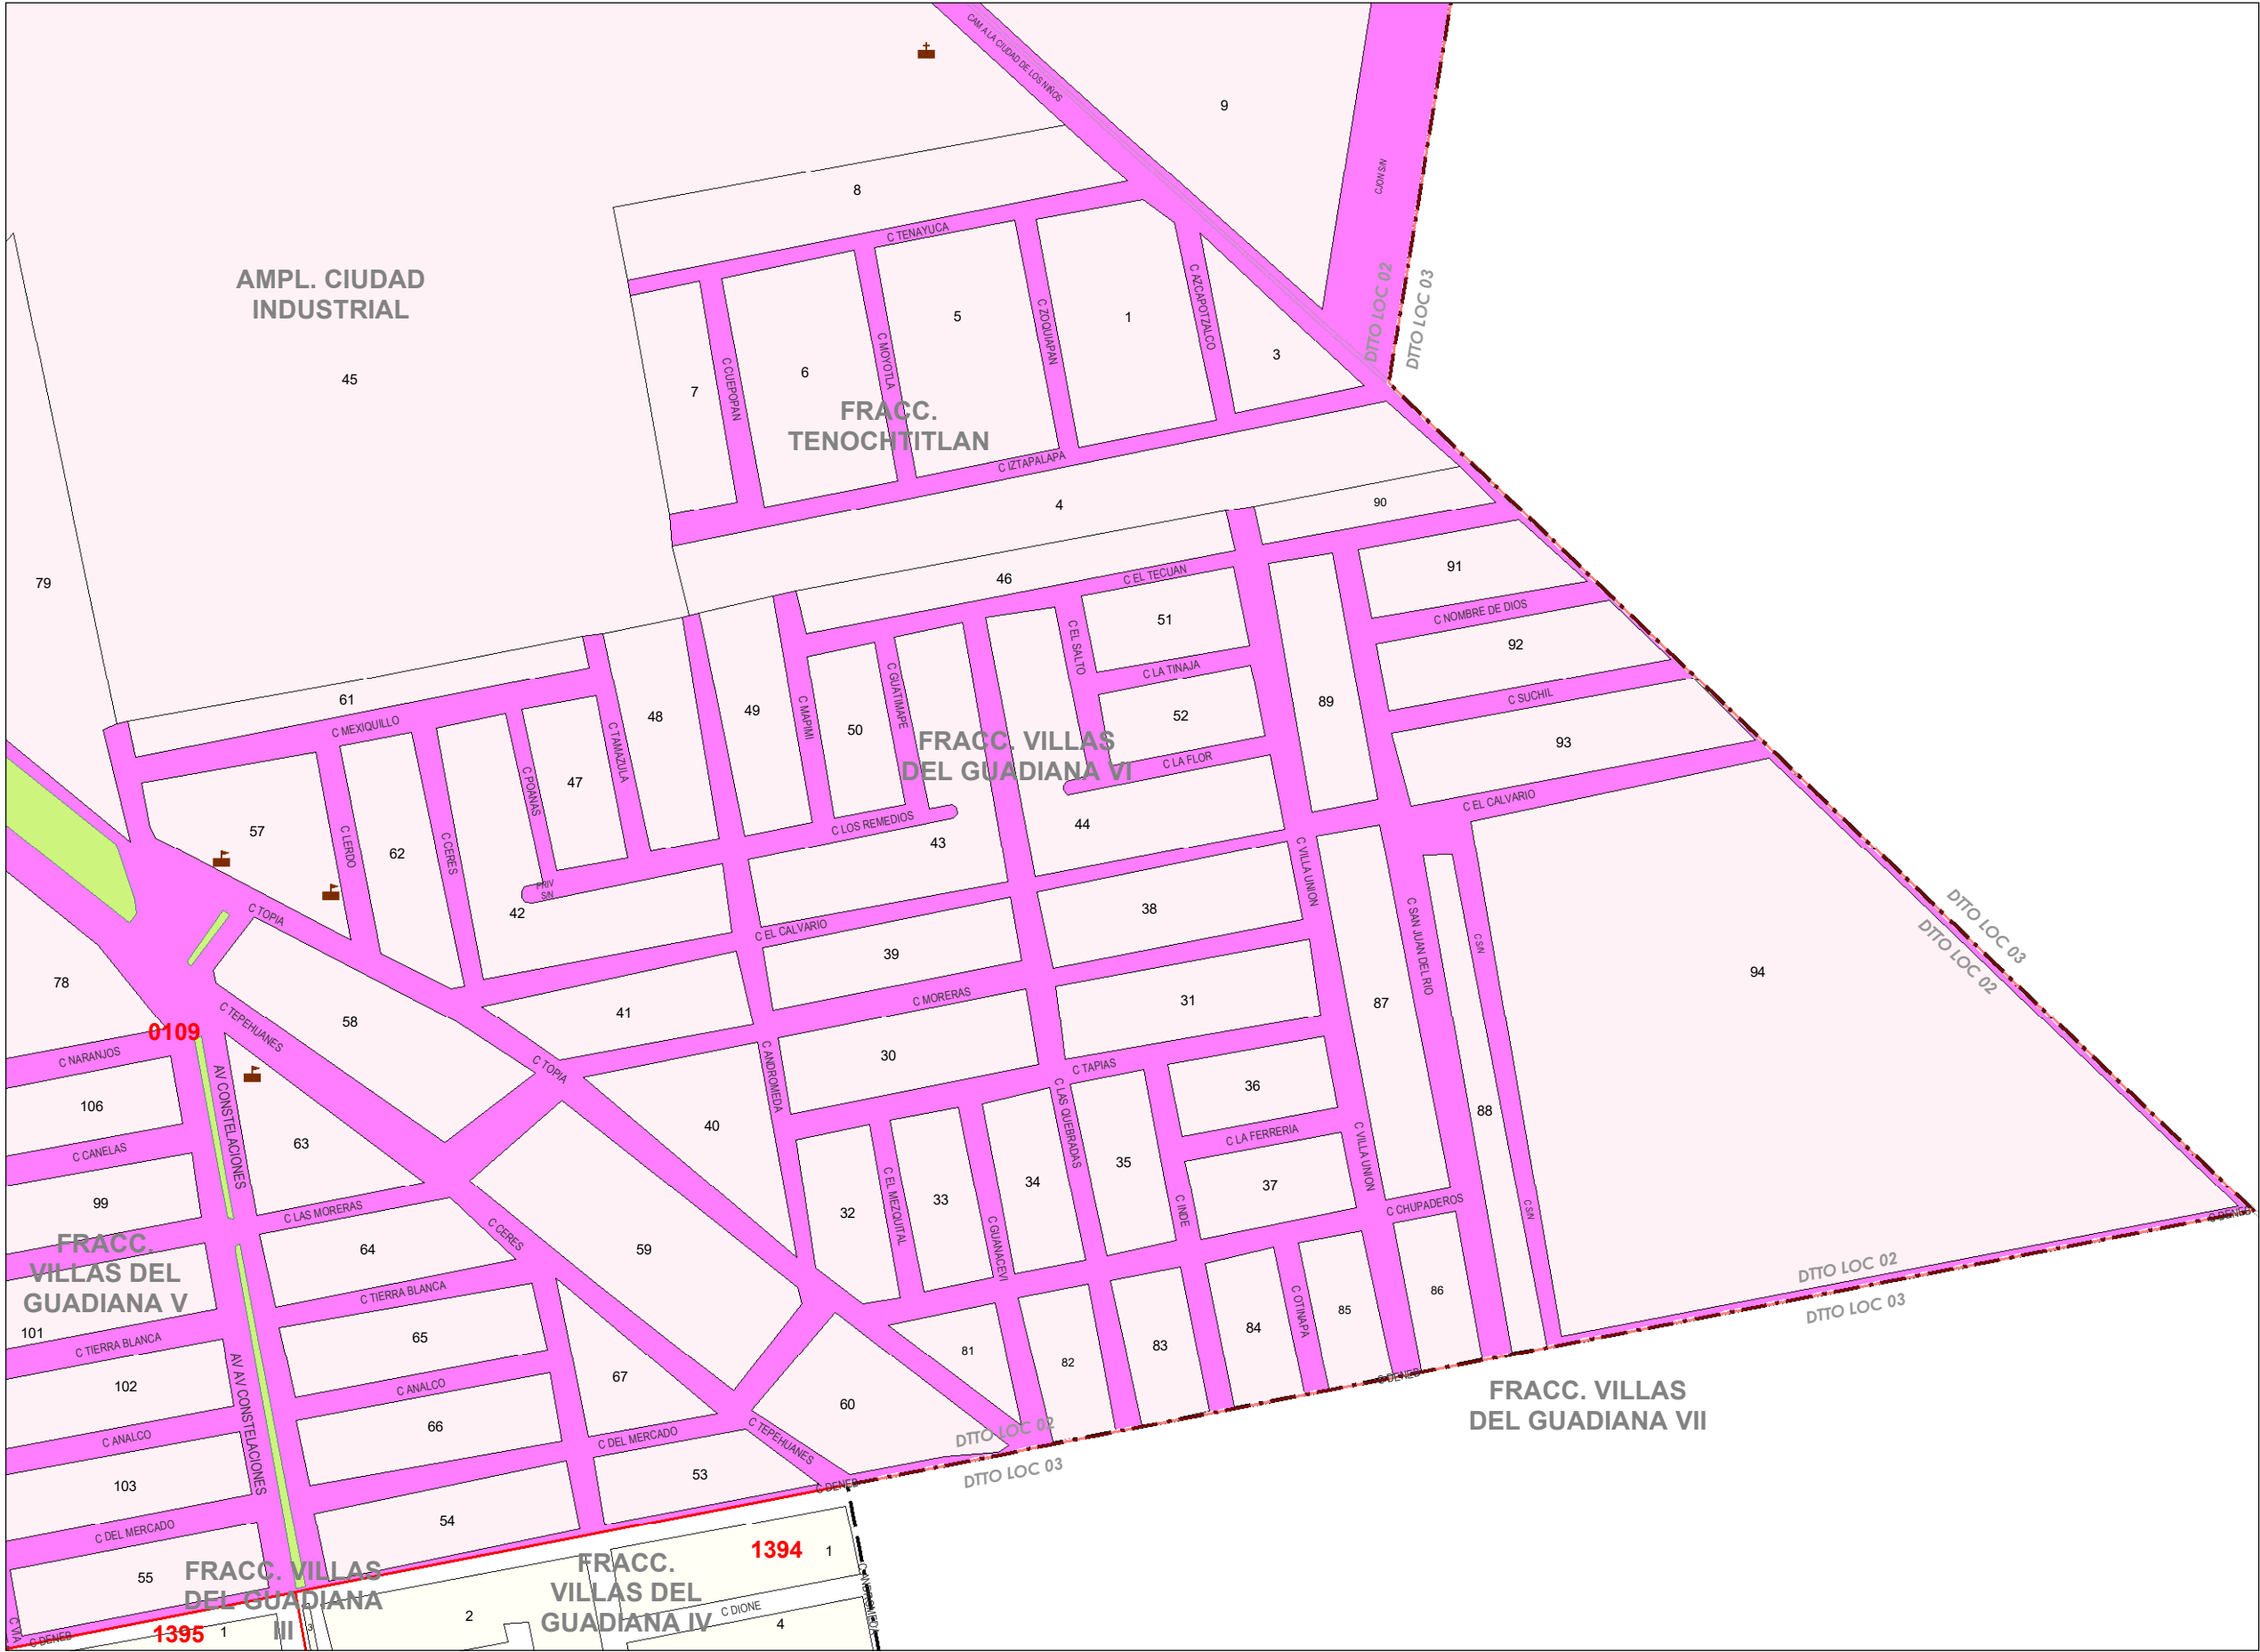 CAM A LA CIUDAD DE LOS NIÑOS
9
CJON S/N
8
C TENAYUCA
AMPL. CIUDAD
INDUSTRIAL
45
DTTO LOC 02
DTTO LOC 03
5
1
C ZOQUIAPAN
C AZCAPOTZALCO
3
7
C CUEPOPAN
6
C MOYOTLA
FRACC.
TENOCHTITLAN
C IZTAPALAPA
4
90
79
46
C EL TECUAN
91
C NOMBRE DE DIOS
51
C EL SALTO
92
C LA TINAJA
C SUCHIL
61
C MEXIQUILLO
48
49
C MAPIMI
50
C GUATIMAPE
52
89
93
FRACC. VILLAS
DEL GUADIANA VI
C LA FLOR
C TAMAZULA
47
C POANAS
C EL CALVARIO
57
C LERDO
62
C CERES
C LOS REMEDIOS
43
44
C VILLA UNION
PRIV
S/N
42
C TOPIA
C EL CALVARIO
38
C SAN JUAN DEL RIO
C S/N
DTTO LOC 03
DTTO LOC 02
39
78
94
C MORERAS
31
87
41
58
C TEPEHUANES
0109
C NARANJOS
30
C ANDROMEDA
C TOPIA
C TAPIAS
36
AV CONSTELACIONES
106
C LAS QUEBRADAS
88
40
63
C LA FERRERIA
C VILLA UNION
C CANELAS
35
34
37
33
32
C EL MEZQUITAL
C GUANACEVI
C INDE
C CHUPADEROS
C S/N
C DENEB
99
C LAS MORERAS
C CERES
64
59
FRACC.
VILLAS DEL
GUADIANA V
DTTO LOC 02
DTTO LOC 03
C TIERRA BLANCA
C OTINAPA
86
85
84
83
82
81
101
C TIERRA BLANCA
65
67
102
AV AV CONSTELACIONES
C ANALCO
C DENEB
FRACC. VILLAS
DEL GUADIANA VII
60
66
C ANALCO
C DEL MERCADO
C TEPEHUANES
DTTO LOC 02
DTTO LOC 03
53
103
C DENEB
54
C DEL MERCADO
55
FRACC. VILLAS
DEL GUADIANA
III
FRACC.
VILLAS DEL
GUADIANA IV
1394
1
C ANDROMEDA
C DIONE
4
2
3
1
1395
C DENEB
C VIA